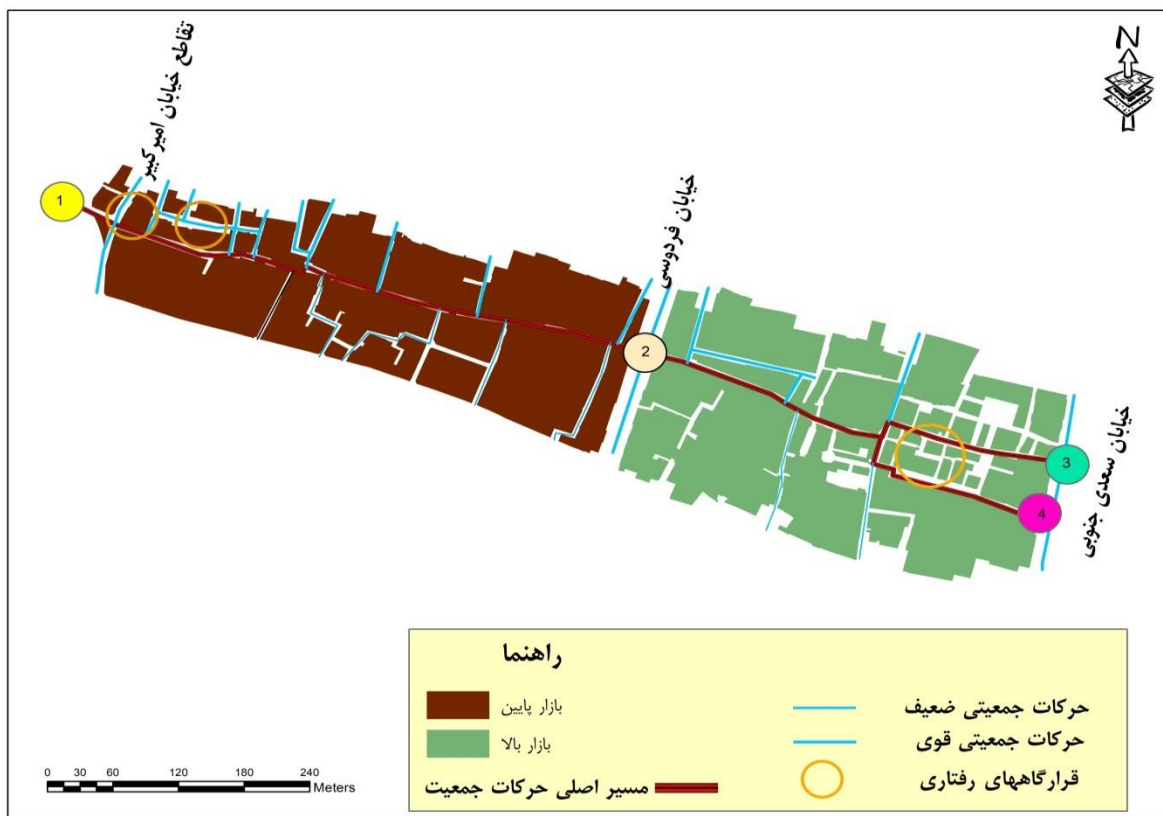 N
تقاطع خیابان امیرکبیر
خیابان فردوسی
خیابان سعدی جنوبی
1
2
3
4
راهنما
بازار پایین
بازار بالا
مسیر اصلی حرکات جمعیت
حرکات جمعیتی ضعیف
حرکات جمعیتی قوی
قرارگاههای رفتاری
0 30 60 120 180 240
Meters